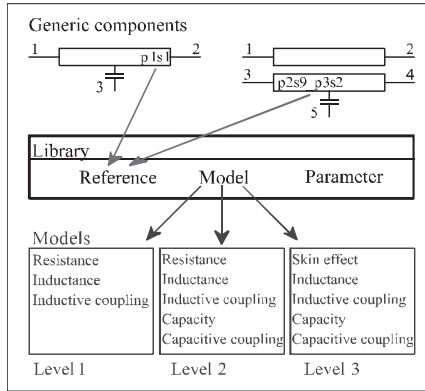 Generic components
1 2 1 2
p1s1
3 3 p2s9 p3s2 4
5
Library
Reference Model Parameter
Models
Resistance Resistance Skin effect
Inductance Inductance Inductance
Inductive coupling Inductive coupling Inductive coupling
Capacity Capacity
Capacitive coupling Capacitive coupling
Level 1 Level 2 Level 3